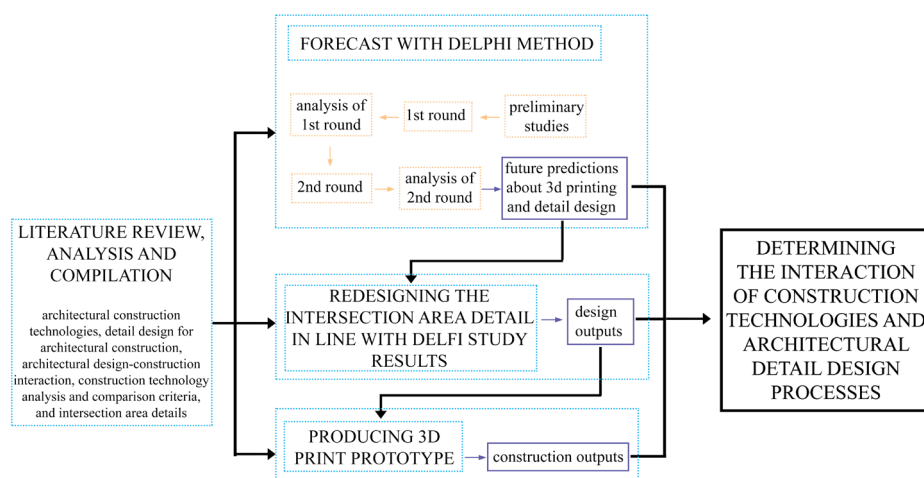 FORECAST WITH DELPHI METHOD
analysis of
1st round
1st round
preliminary
studies
2nd round
analysis of
2nd round
future predictions
about 3d printing
and detail design
LITERATURE REVIEW,
ANALYSIS AND
COMPILATION
architectural construction
technologies, detail design for
architectural construction,
architectural design-construction
interaction, construction technology
analysis and comparison criteria,
and intersection area details
REDESIGNING THE
INTERSECTION AREA DETAIL
IN LINE WITH DELFI STUDY
RESULTS
design
outputs
PRODUCING 3D
PRINT PROTOTYPE
construction outputs
DETERMINING
THE INTERACTION
OF CONSTRUCTION
TECHNOLOGIES AND
ARCHITECTURAL
DETAIL DESIGN
PROCESSES